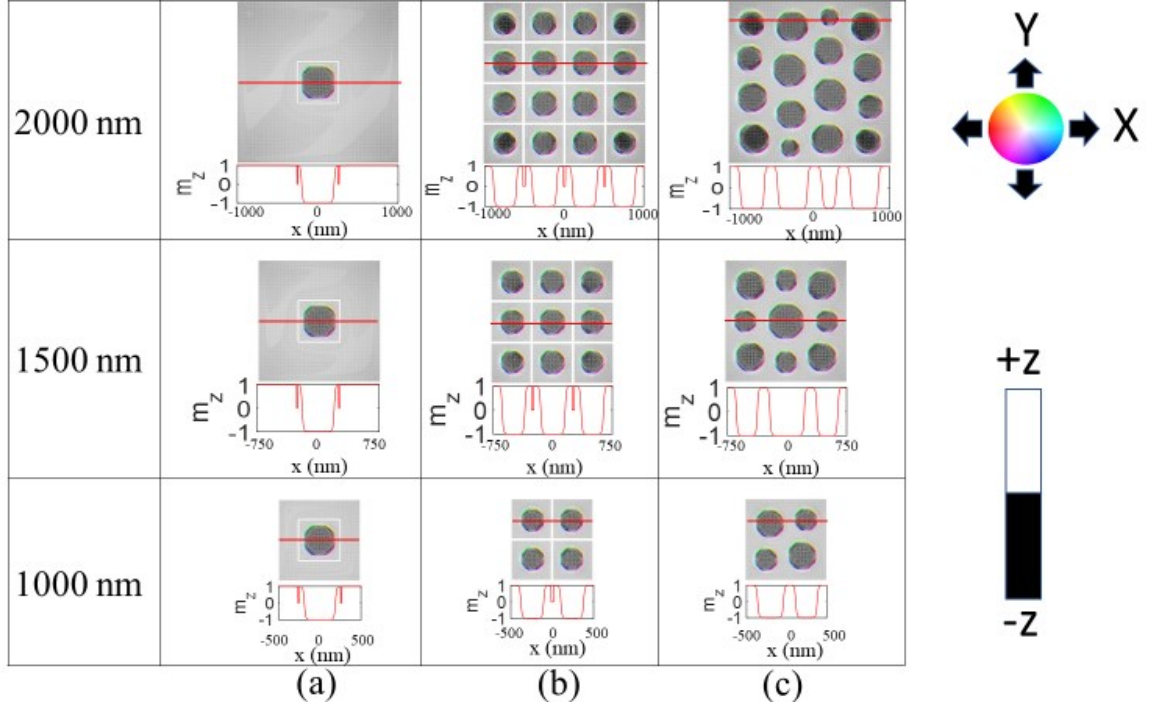 2000 nm
m_z
1
0
-1
-1000 0 1000
x (nm)
m_z
1
0
-1
-1000 0 1000
x (nm)
m_z
1
0
-1
-1000 0 1000
x (nm)
Y
X
1500 nm
m_z
1
0
-1
-750 0 750
x (nm)
m_z
1
0
-1
-750 0 750
x (nm)
m_z
1
0
-1
-750 0 750
x (nm)
+z
-z
1000 nm
m_z
1
0
-1
-500 0 500
x (nm)
m_z
1
0
-1
-500 0 500
x (nm)
m_z
1
0
-1
-500 0 500
x (nm)
(a) (b) (c)